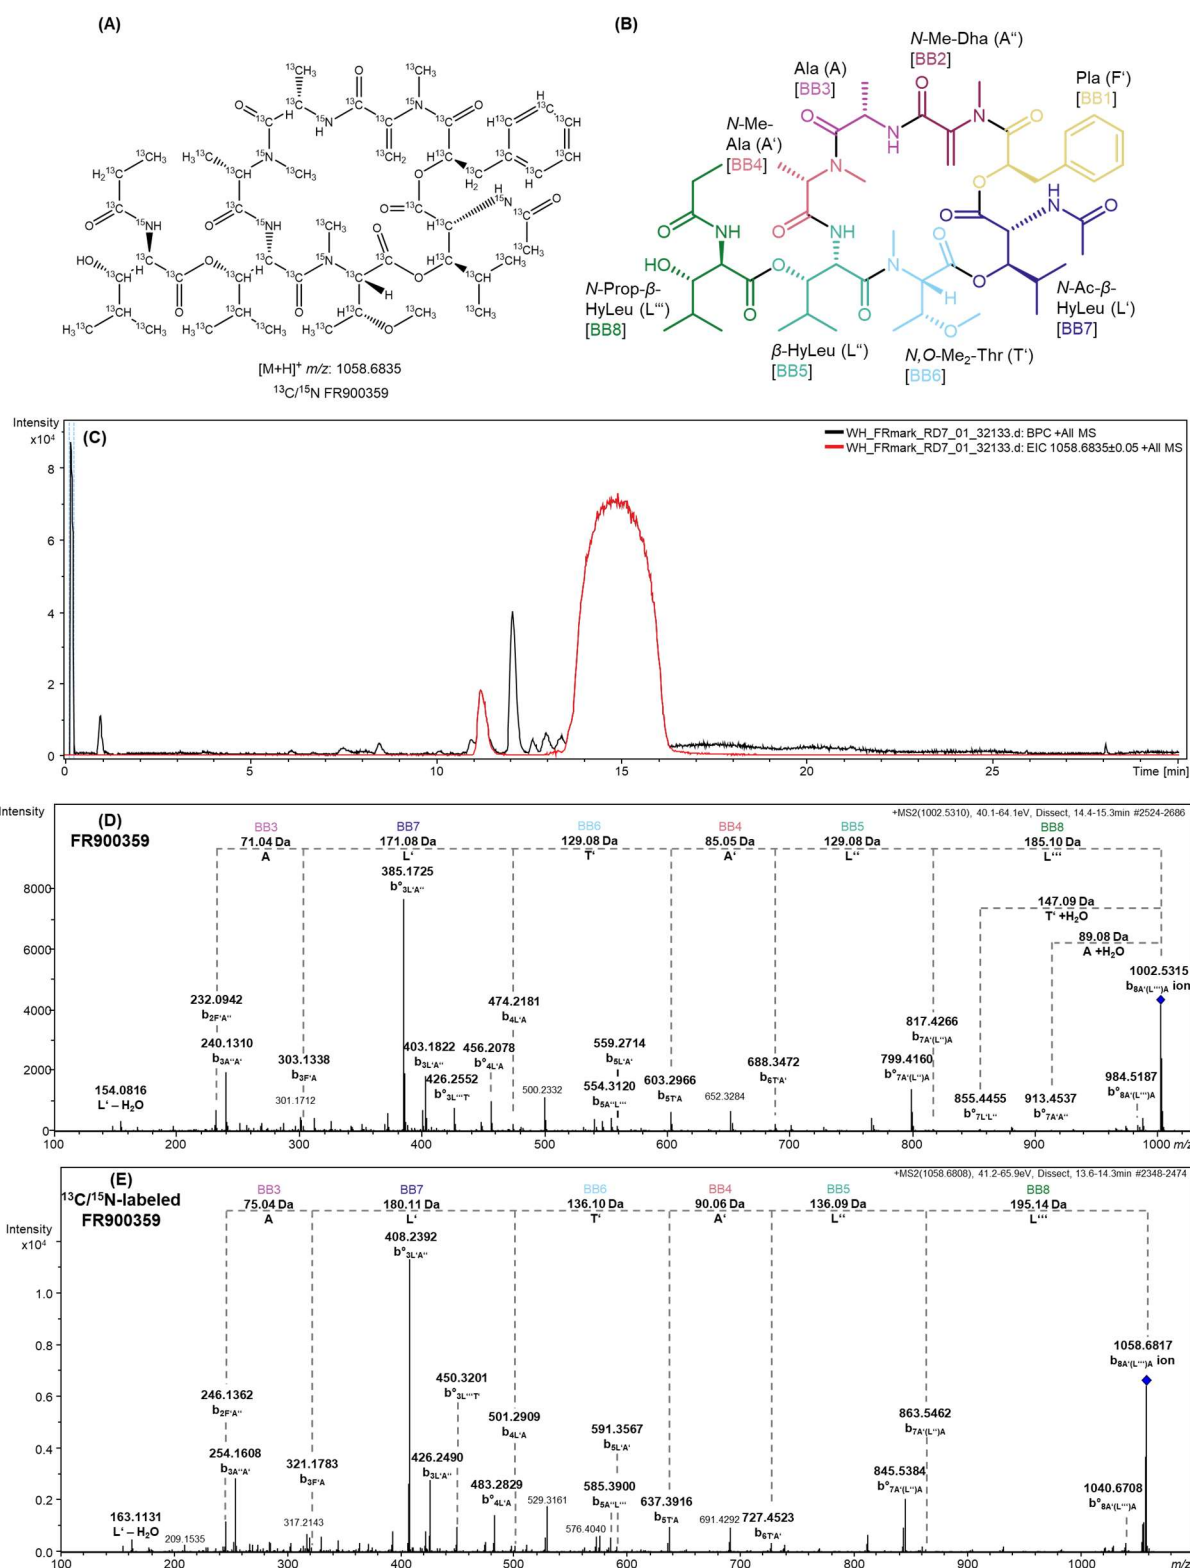 (A)
¹³CH₃
O
¹³CH₃
¹³C
H
¹⁵N
H
¹³C
¹⁵N
O
¹³C
¹³CH₂
H₃¹³C
¹⁵N
¹³CH₃
H₂¹³C
¹³CH₃
¹⁵NH
HO
[M+H]⁺ m/z: 1058.6835
¹³C/¹⁵N FR900359
(B)
N-Me-Dha (A“)
[BB2]
Ala (A)
[BB3]
Pla (F‘)
[BB1]
N-Me-
Ala (A‘)
[BB4]
N-Prop-β-
HyLeu (L“‘)
[BB8]
β-HyLeu (L“)
[BB5]
N,O-Me₂-Thr (T‘)
[BB6]
N-Ac-β-
HyLeu (L‘)
[BB7]
Intensity
x10⁴
(C)
WH_FRmark_RD7_01_32133.d: BPC +All MS
WH_FRmark_RD7_01_32133.d: EIC 1058.6835±0.05 +All MS
8
6
4
2
0
0 5 10 15 20 25 Time [min]
Intensity
(D)
FR900359
+MS2(1002.5310), 40.1-64.1eV, Dissect, 14.4-15.3min #2524-2686
BB3 BB7 BB6 BB4 BB5 BB8
71.04 Da 171.08 Da 129.08 Da 85.05 Da 129.08 Da 185.10 Da
A L‘ T‘ A‘ L“ L“‘
385.1725
b°3L‘A“
147.09 Da
T‘ +H₂O
89.08 Da
A +H₂O
1002.5315
b8A‘(L“‘)A ion
232.0942
b2F‘A“
240.1310
b3A“A‘
303.1338
b3F‘A
301.1712
154.0816
L‘ – H₂O
403.1822
b3L‘A“
426.2552
b°3L“‘T‘
456.2078
b°4L‘A
474.2181
b4L‘A
500.2332
559.2714
b5L‘A‘
554.3120
b5A“L“‘
603.2966
b5T‘A
652.3284
688.3472
b6T‘A‘
817.4266
b7A‘(L“)A
799.4160
b°7A‘(L“)A
855.4455
b°7L‘L“
913.4537
b°7A‘A“
984.5187
b°8A‘(L“‘)A
8000
6000
4000
2000
0
100 200 300 400 500 600 700 800 900 1000 m/z
(E)
¹³C/¹⁵N-labeled
FR900359
+MS2(1058.6808), 41.2-65.9eV, Dissect, 13.6-14.3min #2348-2474
BB3 BB7 BB6 BB4 BB5 BB8
75.04 Da 180.11 Da 136.10 Da 90.06 Da 136.09 Da 195.14 Da
A L‘ T‘ A‘ L“ L“‘
Intensity
x10⁴
408.2392
b°3L‘A“
1058.6817
b8A‘(L“‘)A ion
246.1362
b2F‘A“
254.1608
b3A“A‘
321.1783
b3F‘A
317.2143
163.1131
L‘ – H₂O
209.1535
426.2490
b3L‘A“
450.3201
b°3L“‘T‘
483.2829
b°4L‘A
501.2909
b4L‘A
529.3161
576.4040
591.3567
b5L‘A‘
585.3900
b5A“L“‘
637.3916
b5T‘A
691.4292
727.4523
b6T‘A‘
863.5462
b7A‘(L“)A
845.5384
b°7A‘(L“)A
1040.6708
b°8A‘(L“‘)A
1.0
0.8
0.6
0.4
0.2
0.0
100 200 300 400 500 600 700 800 900 1000 m/z